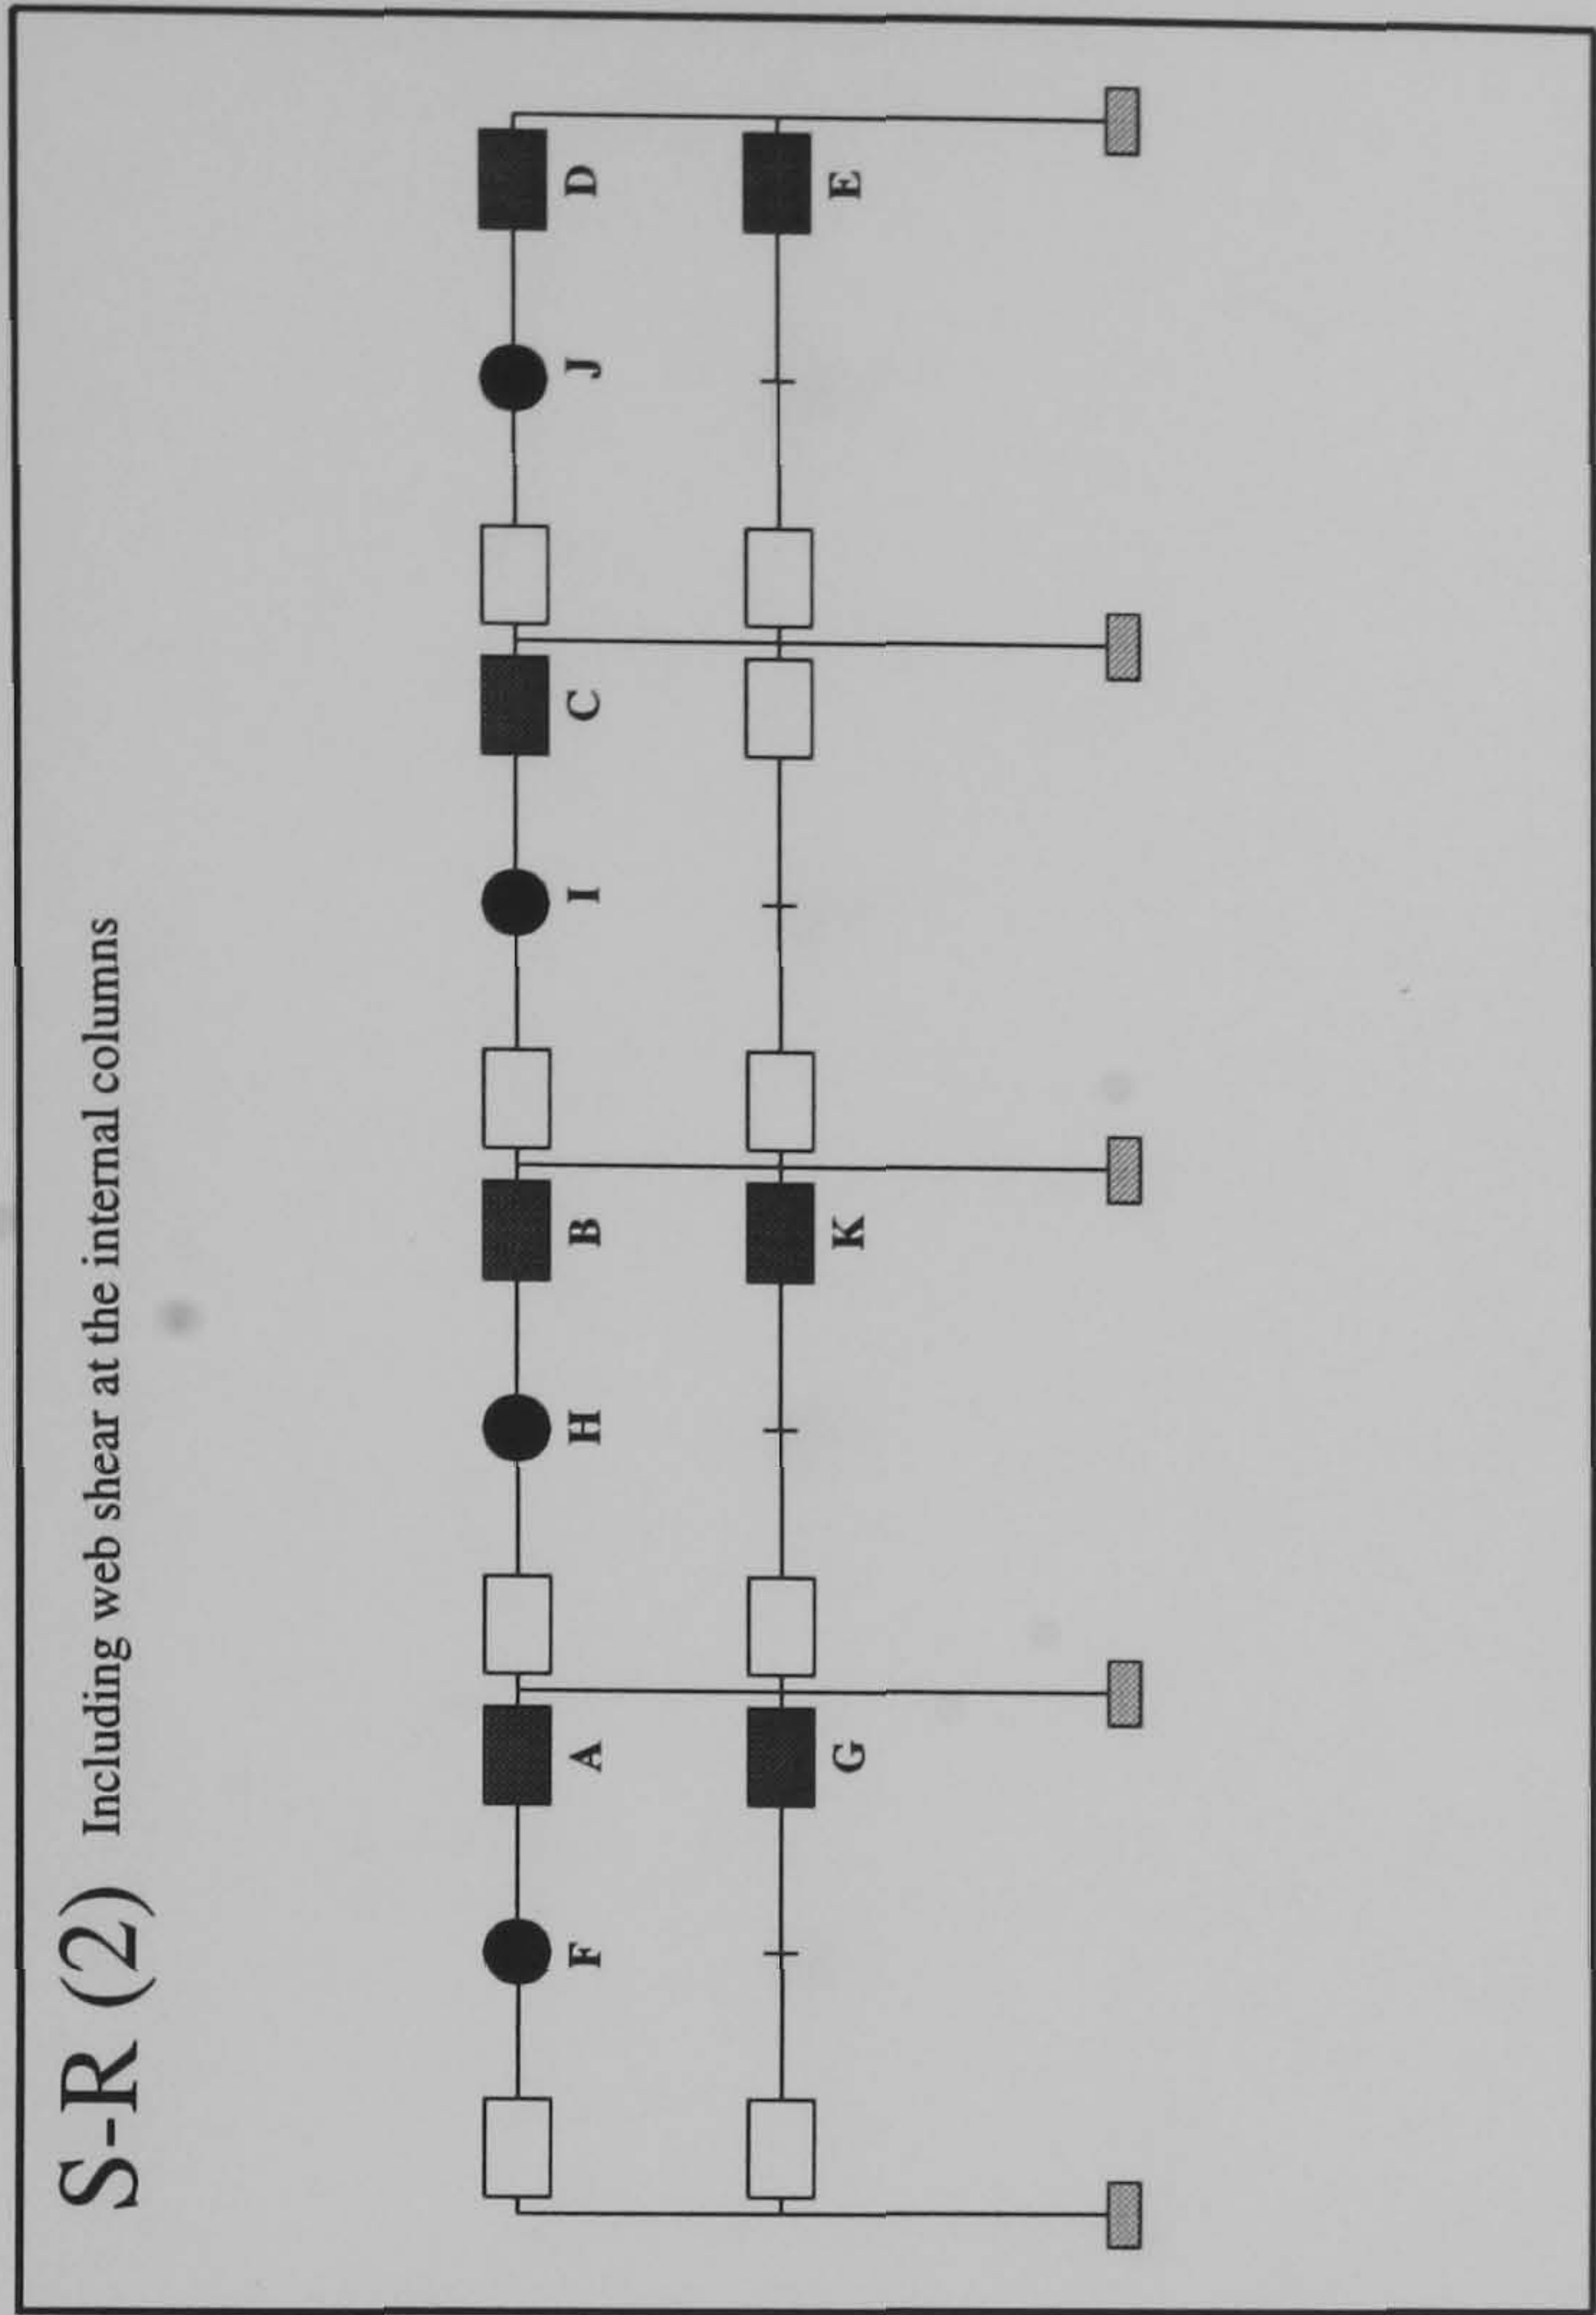 S-R (2) Including web shear at the internal columns
F A H B I C J D
G K E